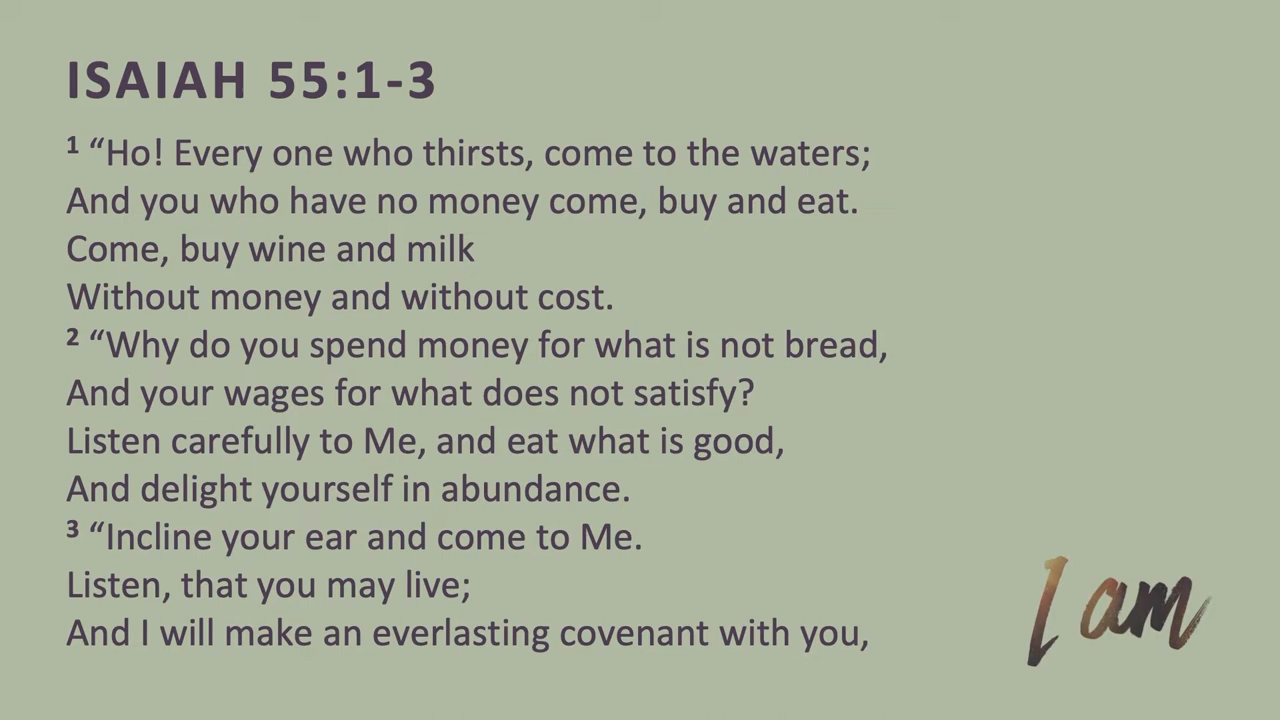 ISAIAH 55:1-3
1 “Ho! Every one who thirsts, come to the waters;
And you who have no money come, buy and eat.
Come, buy wine and milk
Without money and without cost.
2 “Why do you spend money for what is not bread,
And your wages for what does not satisfy?
Listen carefully to Me, and eat what is good,
And delight yourself in abundance.
3 “Incline your ear and come to Me.
Listen, that you may live;
And I will make an everlasting covenant with you,
I am